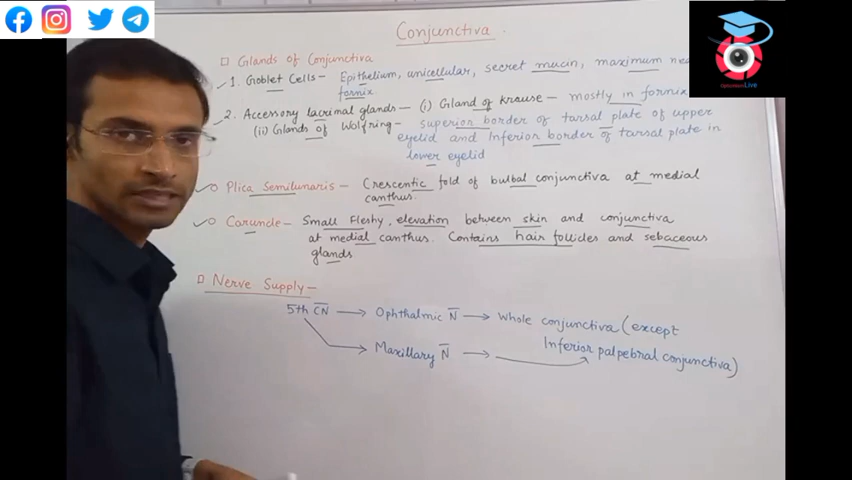 Conjunctiva
Glands of Conjunctiva
1. Goblet Cells - Epithelium, unicellular, secret mucin, maximum
fornix
2. Accessory lacrimal glands - (i) Gland of Krause - mostly in fornix
(ii) Glands of Wolfring - superior border of tarsal plate of upper
eyelid and Inferior border of tarsal plate in
lower eyelid
Plica Semilunaris - Crescentic fold of bulbal conjunctiva at medial
canthus.
Caruncle - Small Fleshy, elevation between skin and conjunctiva
at medial canthus. Contains hair follicles and sebaceous
glands
Nerve Supply -
5th CN → Ophthalmic N → Whole conjunctiva (except
Inferior palpebral conjunctiva)
Maxillary N →